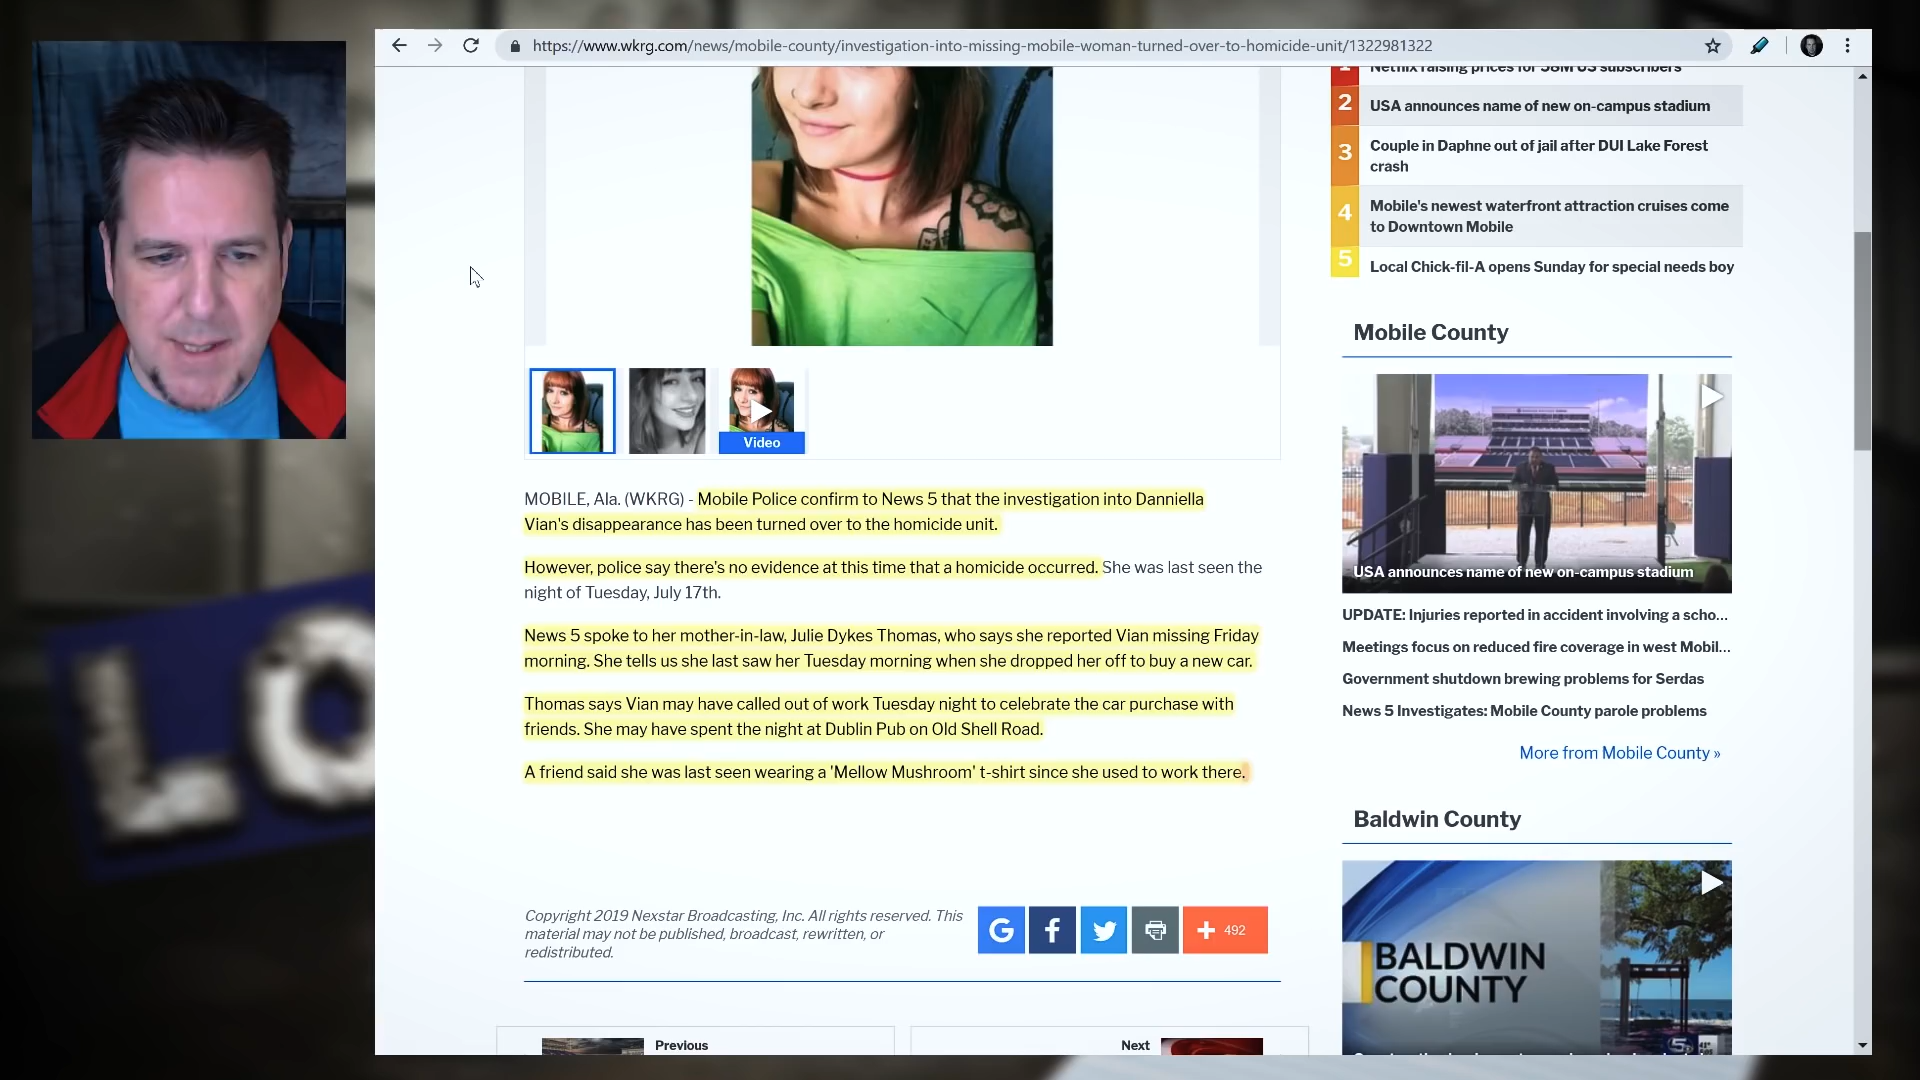 https://www.wkrg.com/news/mobile-county/investigation-into-missing-mobile-woman-turned-over-to-homicide-unit/1322981322
Video
MOBILE, Ala. (WKRG) - Mobile Police confirm to News 5 that the investigation into Danniella
Vian's disappearance has been turned over to the homicide unit.
However, police say there's no evidence at this time that a homicide occurred. She was last seen the
night of Tuesday, July 17th.
News 5 spoke to her mother-in-law, Julie Dykes Thomas, who says she reported Vian missing Friday
morning. She tells us she last saw her Tuesday morning when she dropped her off to buy a new car.
Thomas says Vian may have called out of work Tuesday night to celebrate the car purchase with
friends. She may have spent the night at Dublin Pub on Old Shell Road.
A friend said she was last seen wearing a 'Mellow Mushroom' t-shirt since she used to work there.
Copyright 2019 Nexstar Broadcasting, Inc. All rights reserved. This
material may not be published, broadcast, rewritten, or
redistributed.
G f + 492
Previous
Next
1 Netflix raising prices for 58M US subscribers
2 USA announces name of new on-campus stadium
3 Couple in Daphne out of jail after DUI Lake Forest
crash
4 Mobile's newest waterfront attraction cruises come
to Downtown Mobile
5 Local Chick-fil-A opens Sunday for special needs boy
Mobile County
USA announces name of new on-campus stadium
UPDATE: Injuries reported in accident involving a scho...
Meetings focus on reduced fire coverage in west Mobil...
Government shutdown brewing problems for Serdas
News 5 Investigates: Mobile County parole problems
More from Mobile County »
Baldwin County
BALDWIN
COUNTY
5
LO